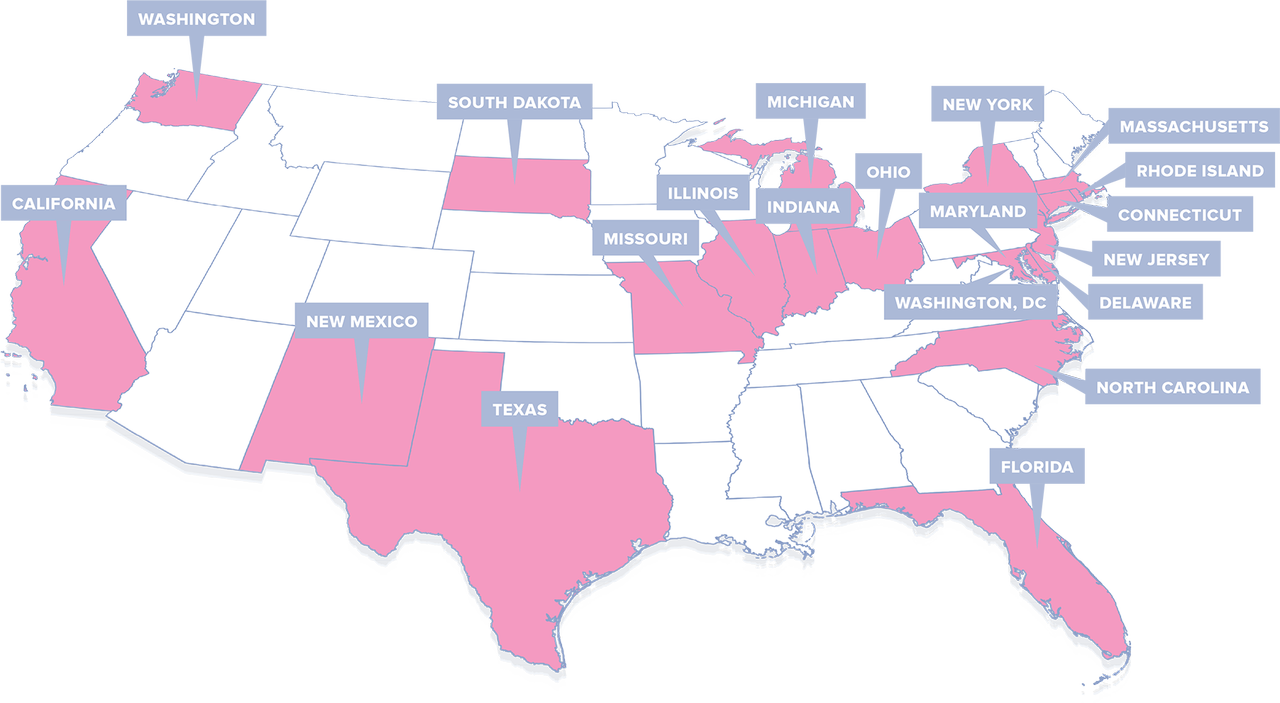 WASHINGTON
SOUTH DAKOTA
MICHIGAN
NEW YORK
MASSACHUSETTS
OHIO
RHODE ISLAND
ILLINOIS
CALIFORNIA
INDIANA
MARYLAND
CONNECTICUT
MISSOURI
NEW JERSEY
WASHINGTON, DC
DELAWARE
NEW MEXICO
NORTH CAROLINA
TEXAS
FLORIDA